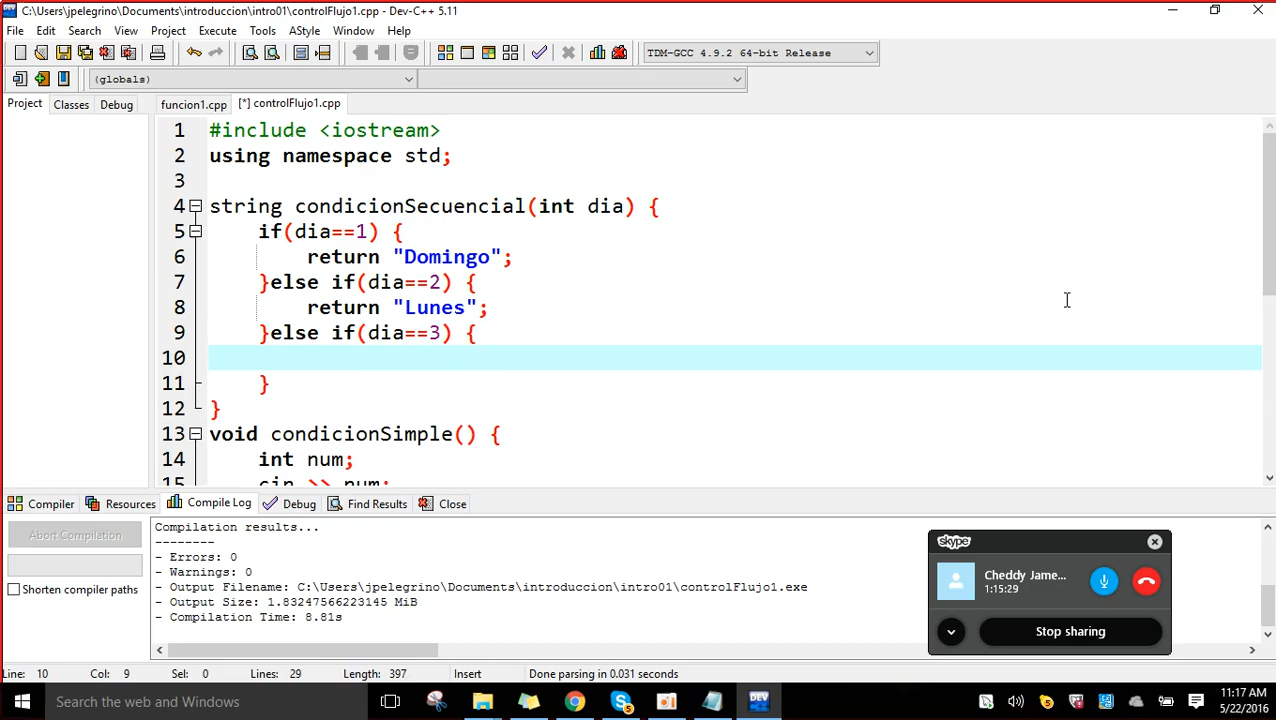 C:\Users\jpelegrino\Documents\introduccion\intro01\controlFlujo1.cpp - Dev-C++ 5.11
File Edit Search View Project Execute Tools AStyle Window Help
TDM-GCC 4.9.2 64-bit Release
(globals)
Project Classes Debug funcion1.cpp [*] controlFlujo1.cpp
1 #include <iostream>
2 using namespace std;
3
4 string condicionSecuencial(int dia) {
5 if(dia==1) {
6 return "Domingo";
7 }else if(dia==2) {
8 return "Lunes";
9 }else if(dia==3) {
10
11 }
12 }
13 void condicionSimple() {
14 int num;
15 cin >> num;
Compiler Resources Compile Log Debug Find Results Close
Abort Compilation
Shorten compiler paths
Compilation results...
--------
- Errors: 0
- Warnings: 0
- Output Filename: C:\Users\jpelegrino\Documents\introduccion\intro01\controlFlujo1.exe
- Output Size: 1.83247566223145 MiB
- Compilation Time: 8.81s
skype
Cheddy Jame...
1:15:29
Stop sharing
Line: 10 Col: 9 Sel: 0 Lines: 29 Length: 397 Insert Done parsing in 0.031 seconds
Search the web and Windows
DEV
11:17 AM
5/22/2016